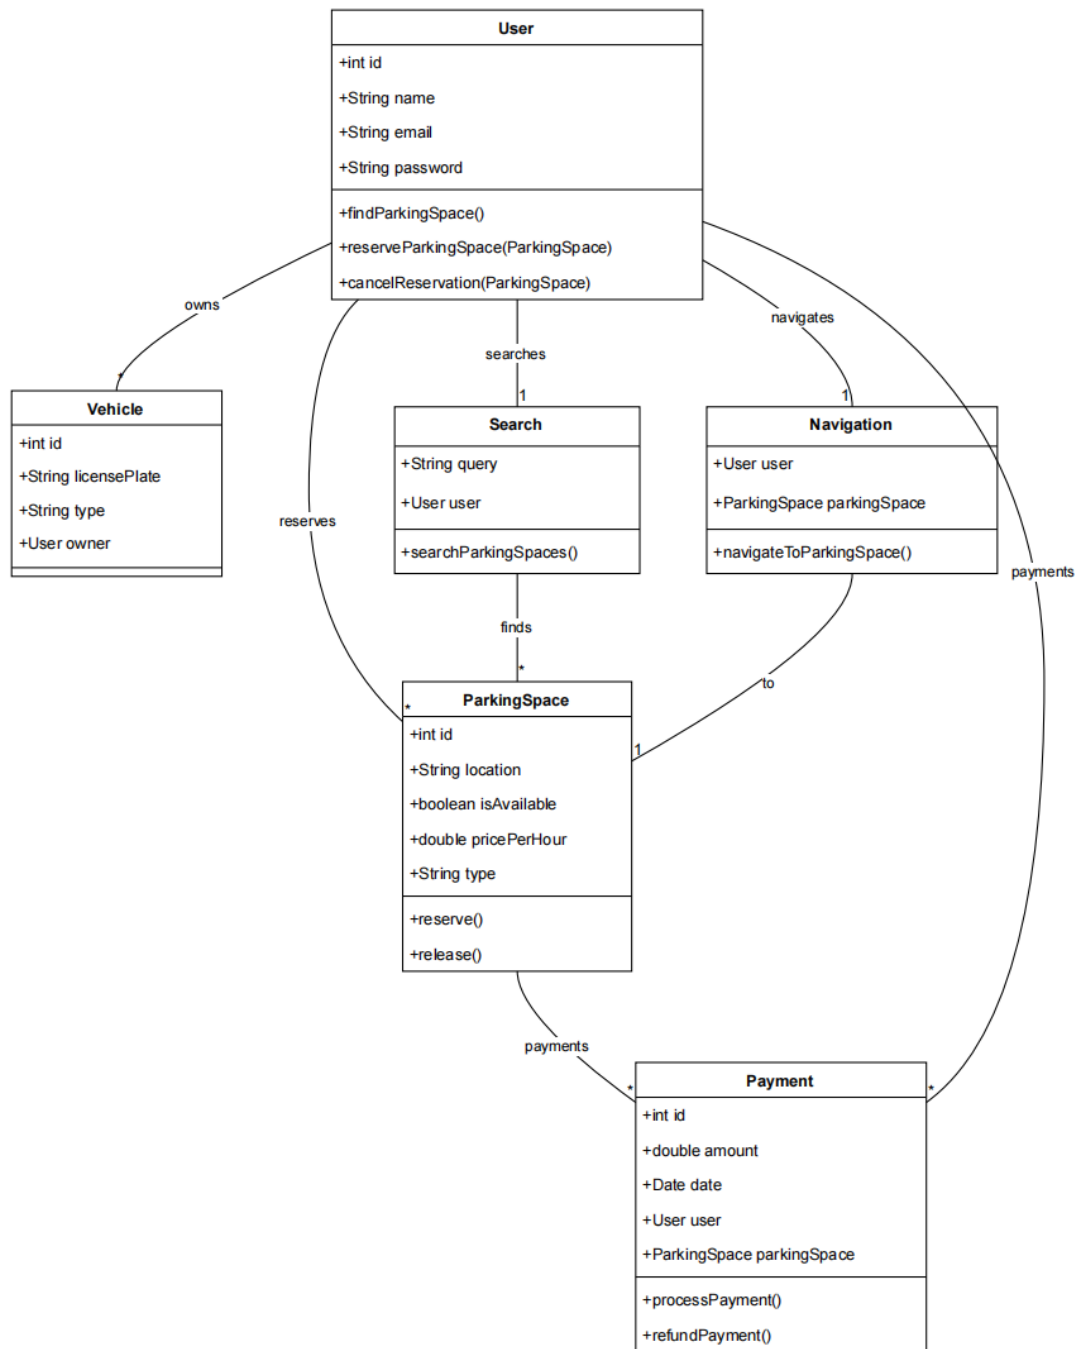 User
+int id
+String name
+String email
+String password
+findParkingSpace()
+reserveParkingSpace(ParkingSpace)
+cancelReservation(ParkingSpace)
owns
searches
navigates
payments
reserves
*
1
1
Vehicle
+int id
+String licensePlate
+String type
+User owner
Search
+String query
+User user
+searchParkingSpaces()
Navigation
+User user
+ParkingSpace parkingSpace
+navigateToParkingSpace()
finds
to
*
*
1
ParkingSpace
+int id
+String location
+boolean isAvailable
+double pricePerHour
+String type
+reserve()
+release()
payments
*
*
Payment
+int id
+double amount
+Date date
+User user
+ParkingSpace parkingSpace
+processPayment()
+refundPayment()